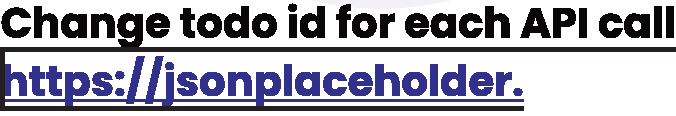 Change todo id for each API call
https://jsonplaceholder.